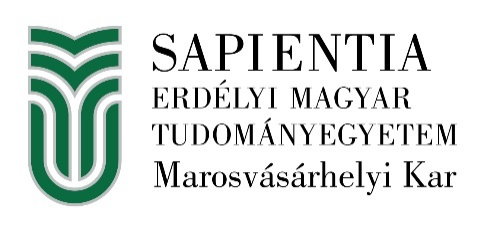 SAPIENTIA
ERDÉLYI MAGYAR
TUDOMÁNYEGYETEM
Marosvásárhelyi Kar